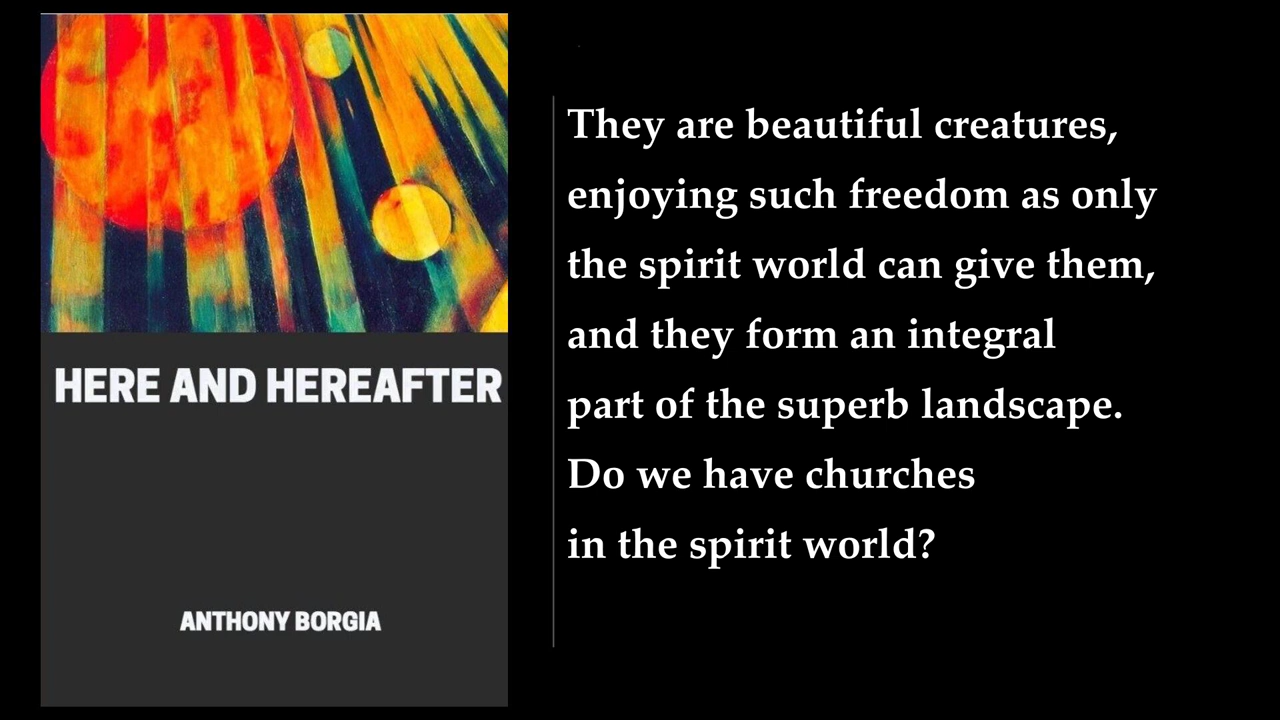 HERE AND HEREAFTER
ANTHONY BORGIA
They are beautiful creatures,
enjoying such freedom as only
the spirit world can give them,
and they form an integral
part of the superb landscape.
Do we have churches
in the spirit world?